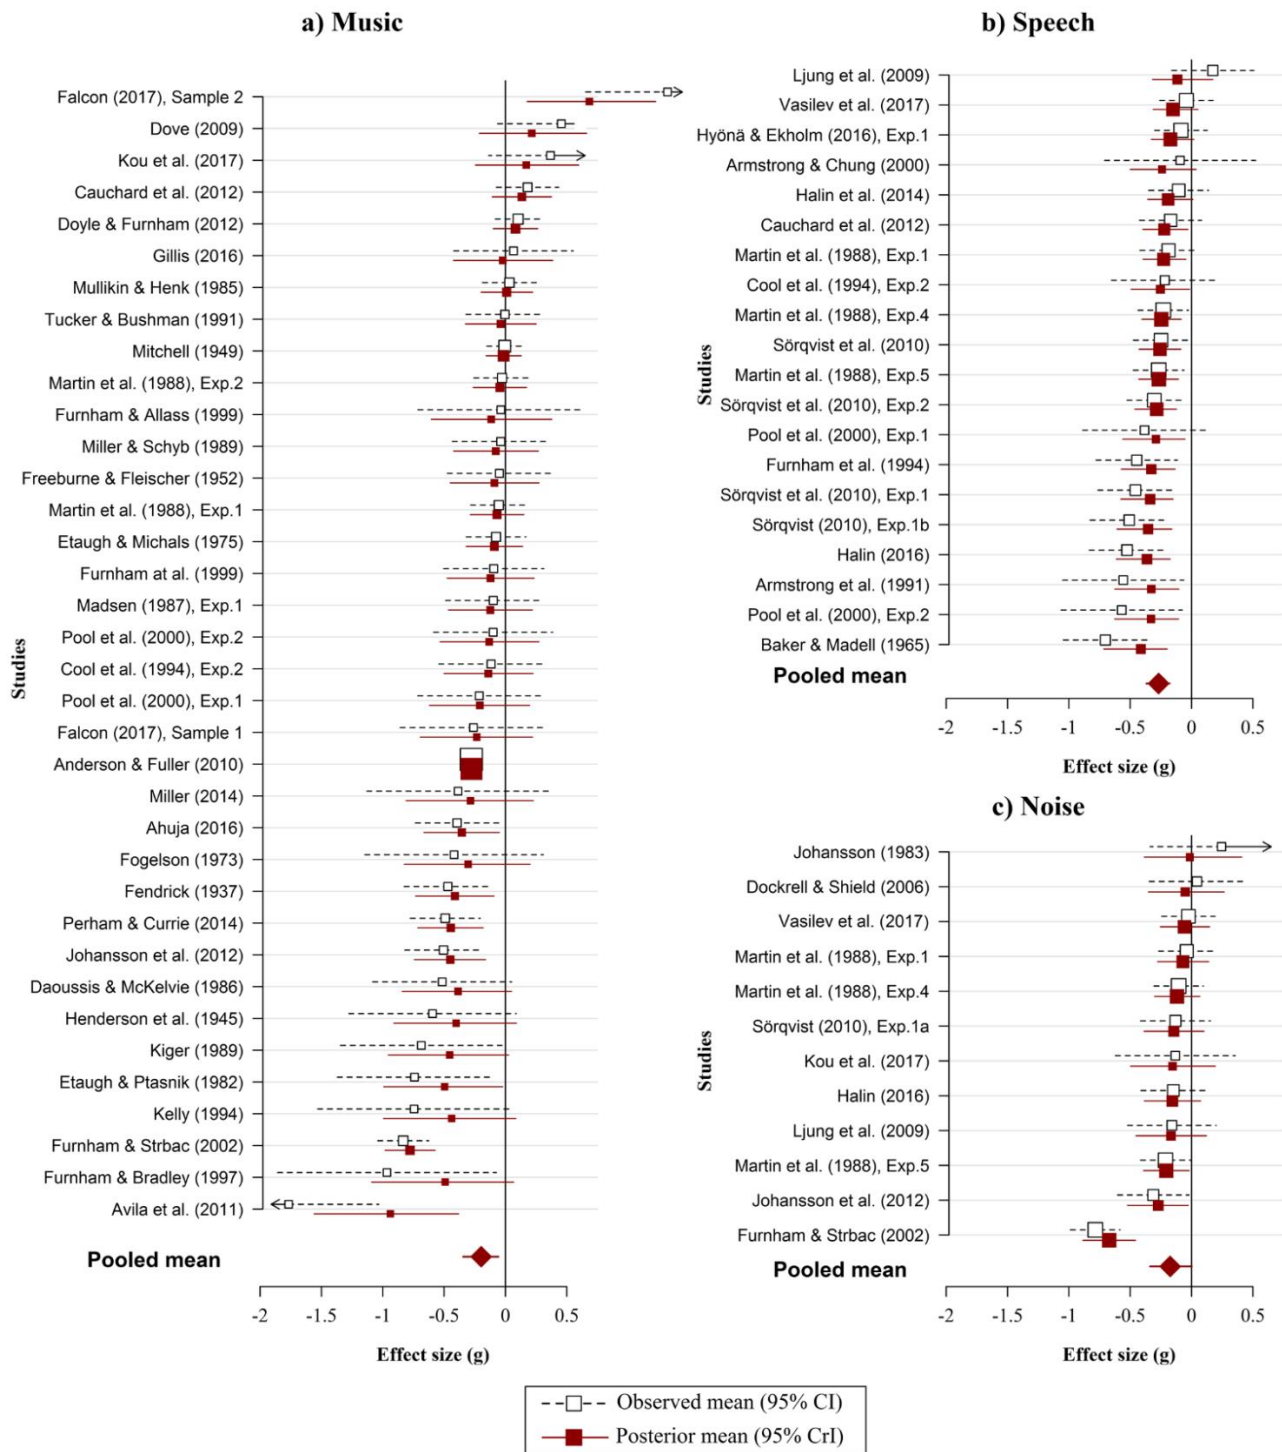 a) Music
Falcon (2017), Sample 2
Dove (2009)
Kou et al. (2017)
Cauchard et al. (2012)
Doyle & Furnham (2012)
Gillis (2016)
Mullikin & Henk (1985)
Tucker & Bushman (1991)
Mitchell (1949)
Martin et al. (1988), Exp.2
Furnham & Allass (1999)
Miller & Schyb (1989)
Freeburne & Fleischer (1952)
Martin et al. (1988), Exp.1
Etaugh & Michals (1975)
Furnham at al. (1999)
Madsen (1987), Exp.1
Pool et al. (2000), Exp.2
Cool et al. (1994), Exp.2
Pool et al. (2000), Exp.1
Falcon (2017), Sample 1
Anderson & Fuller (2010)
Miller (2014)
Ahuja (2016)
Fogelson (1973)
Fendrick (1937)
Perham & Currie (2014)
Johansson et al. (2012)
Daoussis & McKelvie (1986)
Henderson et al. (1945)
Kiger (1989)
Etaugh & Ptasnik (1982)
Kelly (1994)
Furnham & Strbac (2002)
Furnham & Bradley (1997)
Avila et al. (2011)
Pooled mean
Studies
-2 -1 -0.5 0 0.5
Effect size (g)
b) Speech
Ljung et al. (2009)
Vasilev et al. (2017)
Hyönä & Ekholm (2016), Exp.1
Armstrong & Chung (2000)
Halin et al. (2014)
Cauchard et al. (2012)
Martin et al. (1988), Exp.1
Cool et al. (1994), Exp.2
Martin et al. (1988), Exp.4
Sörqvist et al. (2010)
Martin et al. (1988), Exp.5
Sörqvist et al. (2010), Exp.2
Pool et al. (2000), Exp.1
Furnham et al. (1994)
Sörqvist et al. (2010), Exp.1
Sörqvist (2010), Exp.1b
Halin (2016)
Armstrong et al. (1991)
Pool et al. (2000), Exp.2
Baker & Madell (1965)
Pooled mean
Studies
-2 -1 -0.5 0 0.5
Effect size (g)
c) Noise
Johansson (1983)
Dockrell & Shield (2006)
Vasilev et al. (2017)
Martin et al. (1988), Exp.1
Martin et al. (1988), Exp.4
Sörqvist (2010), Exp.1a
Kou et al. (2017)
Halin (2016)
Ljung et al. (2009)
Martin et al. (1988), Exp.5
Johansson et al. (2012)
Furnham & Strbac (2002)
Pooled mean
Studies
-2 -1 -0.5 0 0.5
Effect size (g)
Observed mean (95% CI)
Posterior mean (95% CrI)